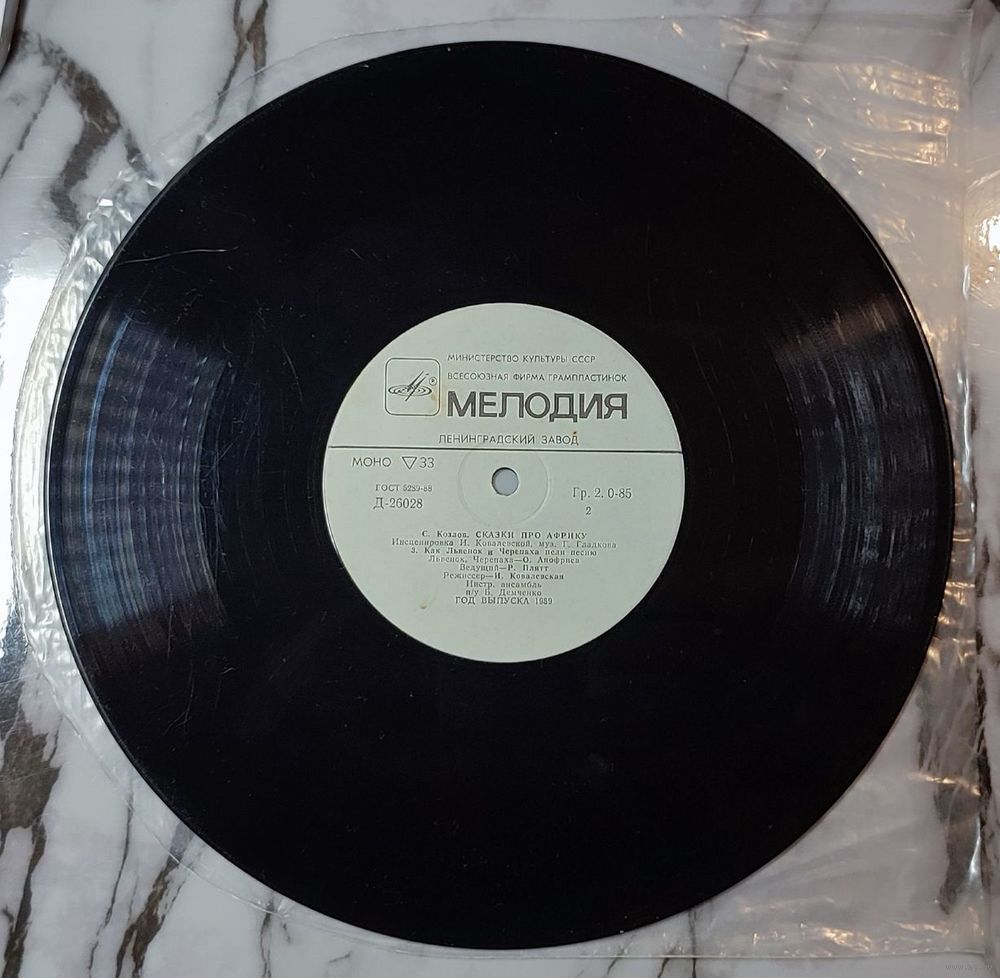 МИНИСТЕРСТВО КУЛЬТУРЫ СССР
ВСЕСОЮЗНАЯ ФИРМА ГРАМПЛАСТИНОК
МЕЛОДИЯ
ЛЕНИНГРАДСКИЙ ЗАВОД
МОНО ▽ 33
ГОСТ 5289-88
Д-26028
Гр. 2. 0-85
2
С. Козлов. СКАЗКИ ПРО АФРИКУ
Инсценировка И. Ковалевской, муз. Г. Гладкова
3. Как Львенок и Черепаха пели песню
Львенок, Черепаха—О. Анофриев
Ведущий—Р. Плятт
Режиссер—И. Ковалевская
Инстр. ансамбль
п/у Б. Демченко
ГОД ВЫПУСКА 1989